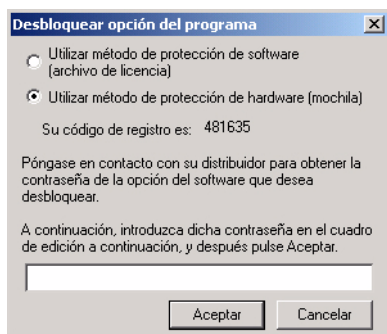 Desbloquear opción del programa
Utilizar método de protección de software
(archivo de licencia)
Utilizar método de protección de hardware (mochila)
Su código de registro es: 481635
Póngase en contacto con su distribuidor para obtener la
contraseña de la opción del software que desea
desbloquear.
A continuación, introduzca dicha contraseña en el cuadro
de edición a continuación, y después pulse Aceptar.
Aceptar
Cancelar